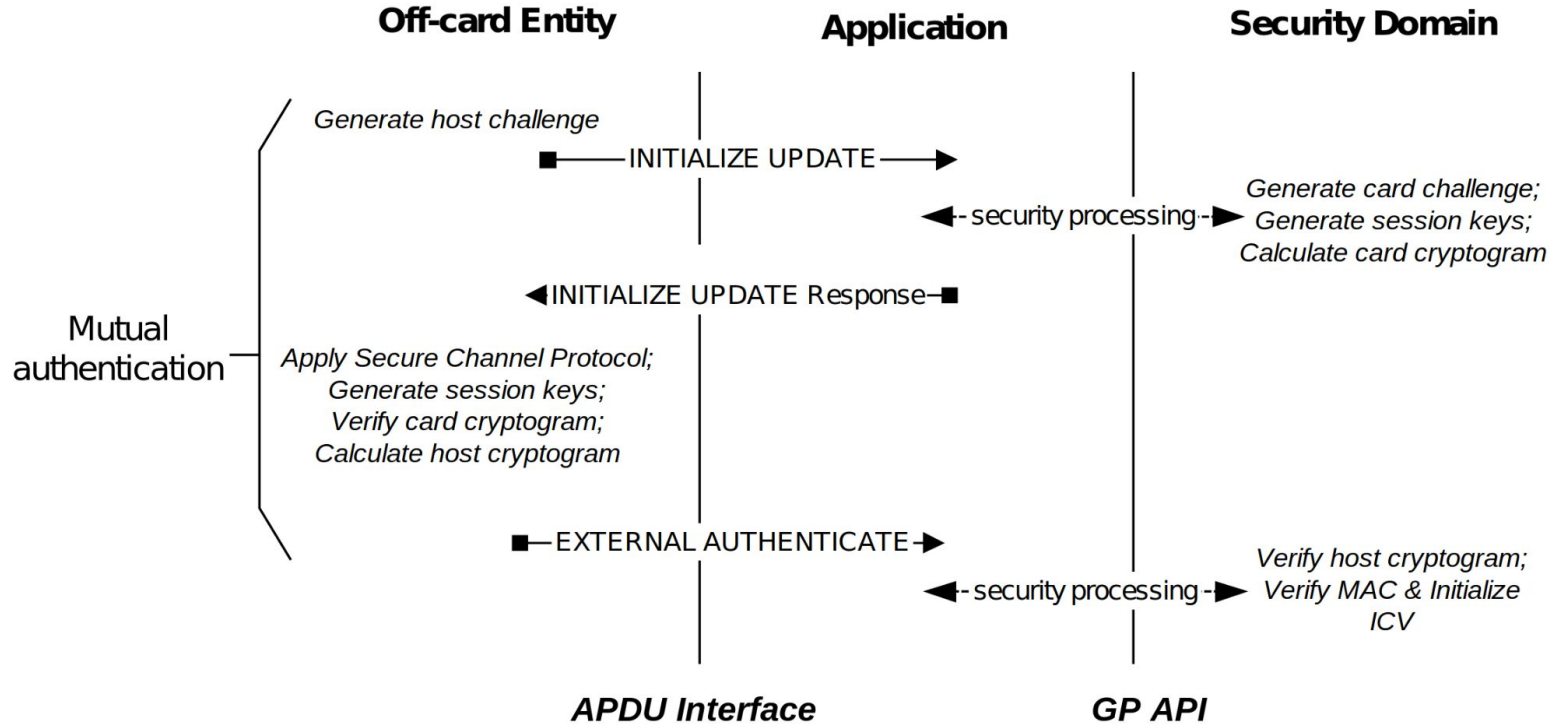 Off-card Entity
Application
Security Domain
Generate host challenge
INITIALIZE UPDATE
Generate card challenge;
security processing
Generate session keys;
Calculate card cryptogram
INITIALIZE UPDATE Response
Mutual
authentication
Apply Secure Channel Protocol;
Generate session keys;
Verify card cryptogram;
Calculate host cryptogram
EXTERNAL AUTHENTICATE
Verify host cryptogram;
security processing
Verify MAC & Initialize
ICV
APDU Interface
GP API